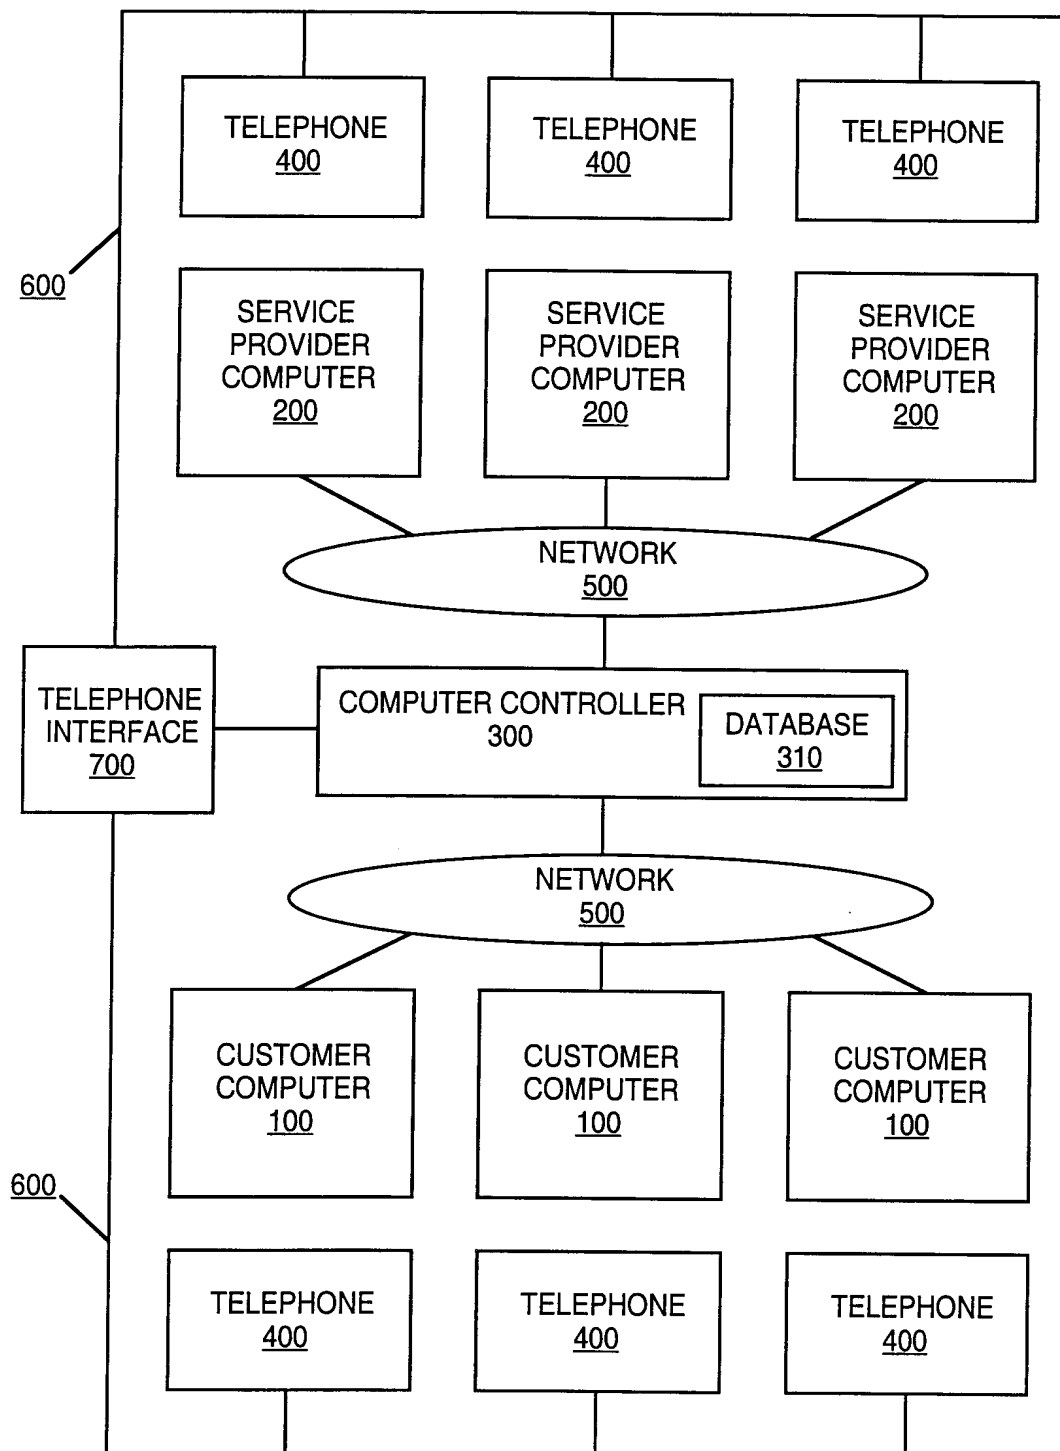 TELEPHONE
400
TELEPHONE
400
TELEPHONE
400
600
SERVICE
PROVIDER
COMPUTER
200
SERVICE
PROVIDER
COMPUTER
200
SERVICE
PROVIDER
COMPUTER
200
NETWORK
500
TELEPHONE
INTERFACE
700
COMPUTER CONTROLLER
300
DATABASE
310
NETWORK
500
CUSTOMER
COMPUTER
100
CUSTOMER
COMPUTER
100
CUSTOMER
COMPUTER
100
600
TELEPHONE
400
TELEPHONE
400
TELEPHONE
400